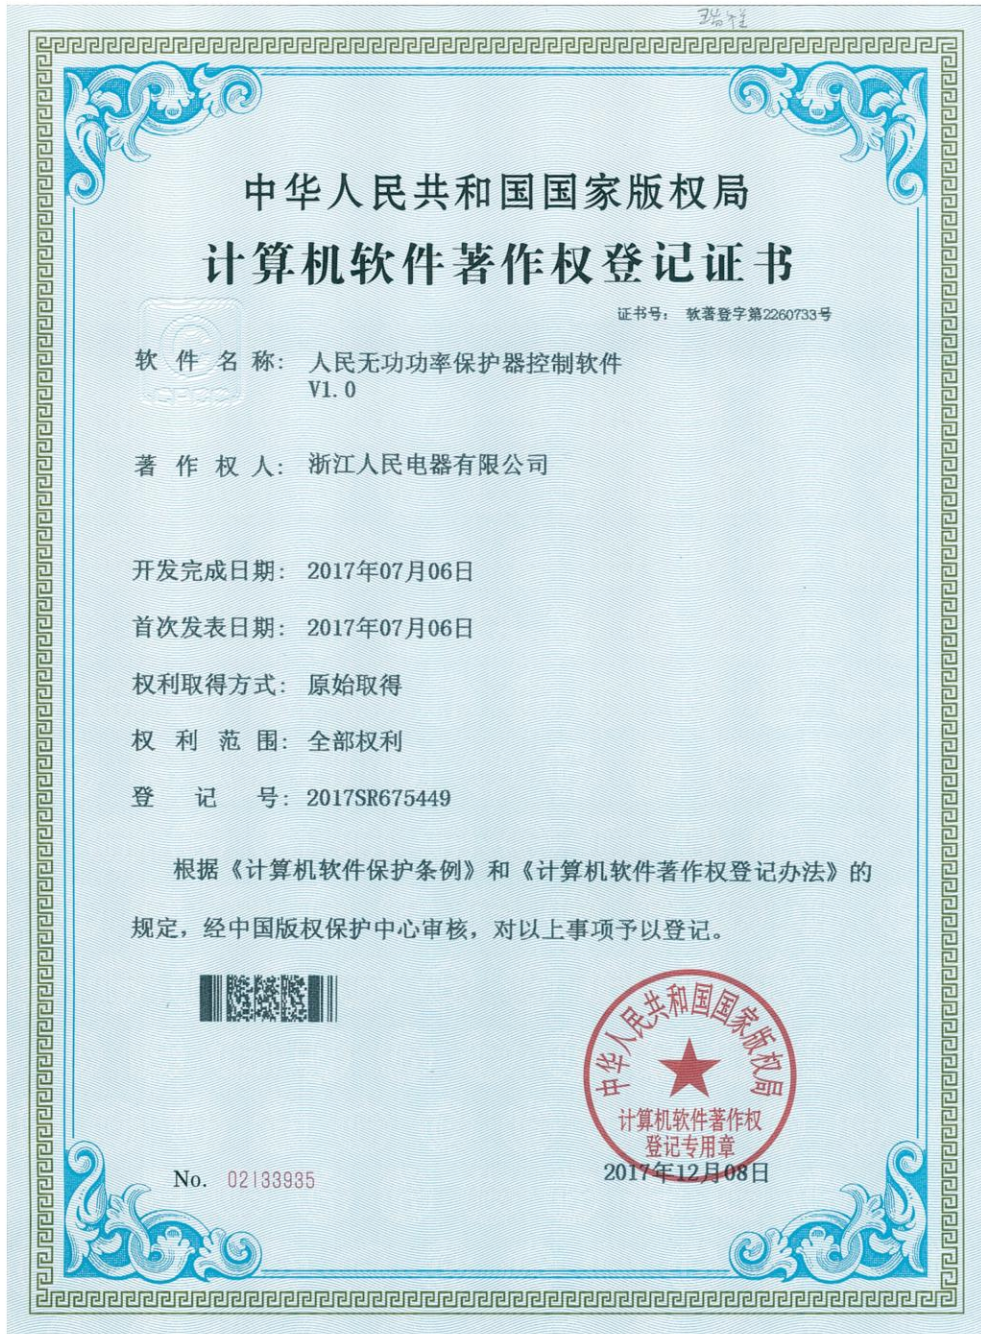 中华人民共和国国家版权局
计算机软件著作权登记证书
证书号： 软著登字第2260733号
软件名称： 人民无功功率保护器控制软件
V1.0
著作权人： 浙江人民电器有限公司
开发完成日期： 2017年07月06日
首次发表日期： 2017年07月06日
权利取得方式： 原始取得
权利范围： 全部权利
登记号： 2017SR675449
根据《计算机软件保护条例》和《计算机软件著作权登记办法》的
规定，经中国版权保护中心审核，对以上事项予以登记。
中华人民共和国国家版权局
计算机软件著作权
登记专用章
2017年12月08日
No. 02133935